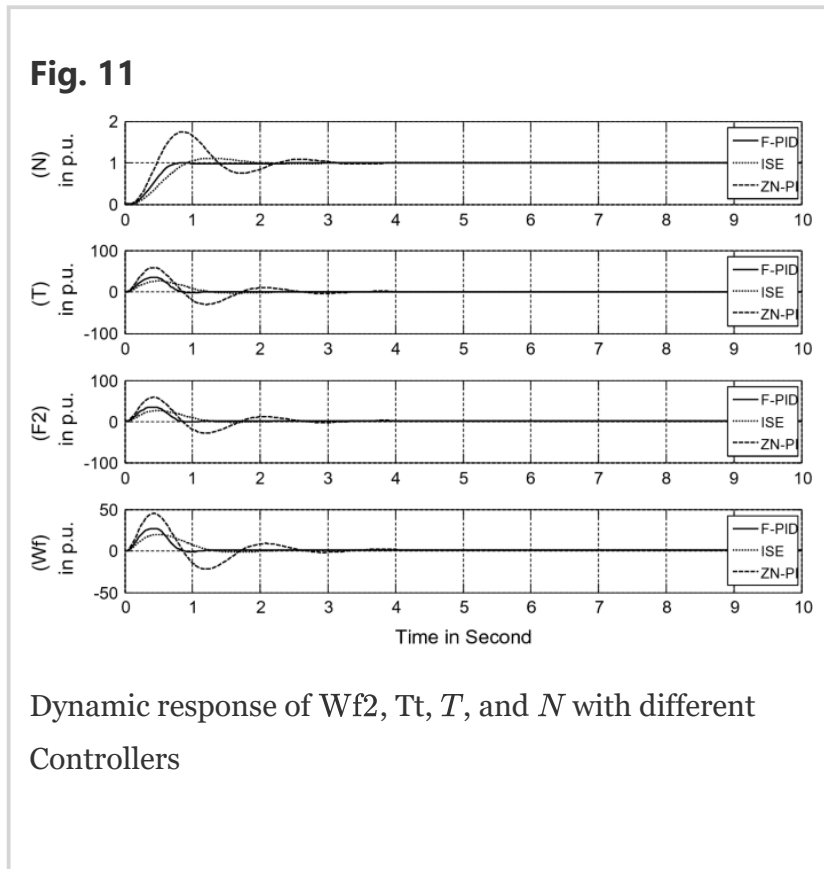 Fig. 11
(N)
in p.u.
2
1
0
F-PID
ISE
ZN-PI
0 1 2 3 4 5 6 7 8 9 10
(T)
in p.u.
100
0
-100
F-PID
ISE
ZN-PI
0 1 2 3 4 5 6 7 8 9 10
(F2)
in p.u.
100
0
-100
F-PID
ISE
ZN-PI
0 1 2 3 4 5 6 7 8 9 10
(Wf)
in p.u.
50
0
-50
F-PID
ISE
ZN-PI
0 1 2 3 4 5 6 7 8 9 10
Time in Second
Dynamic response of Wf2, Tt, T, and N with different
Controllers